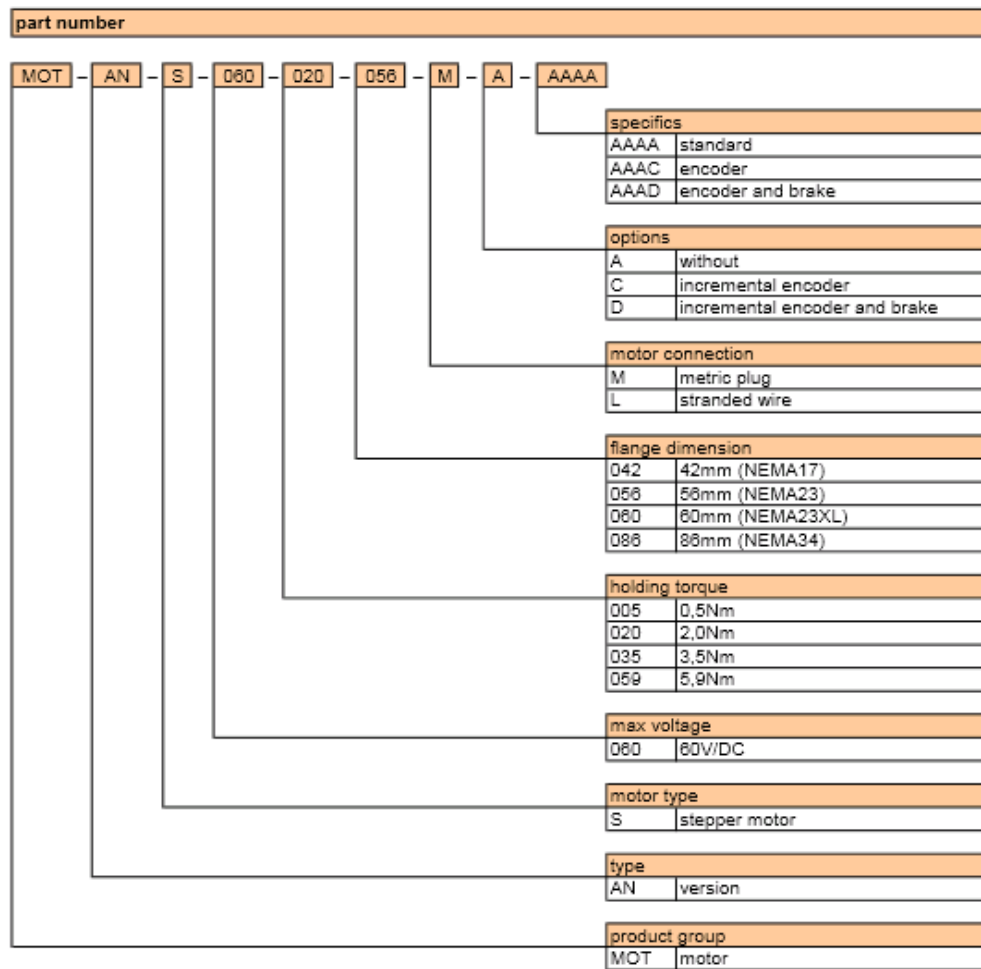 part number
MOT – AN – S – 060 – 020 – 056 – M – A – AAAA
specifics
AAAA standard
AAAC encoder
AAAD encoder and brake
options
A without
C incremental encoder
D incremental encoder and brake
motor connection
M metric plug
L stranded wire
flange dimension
042 42mm (NEMA17)
056 56mm (NEMA23)
060 60mm (NEMA23XL)
086 86mm (NEMA34)
holding torque
005 0,5Nm
020 2,0Nm
035 3,5Nm
059 5,9Nm
max voltage
060 60V/DC
motor type
S stepper motor
type
AN version
product group
MOT motor